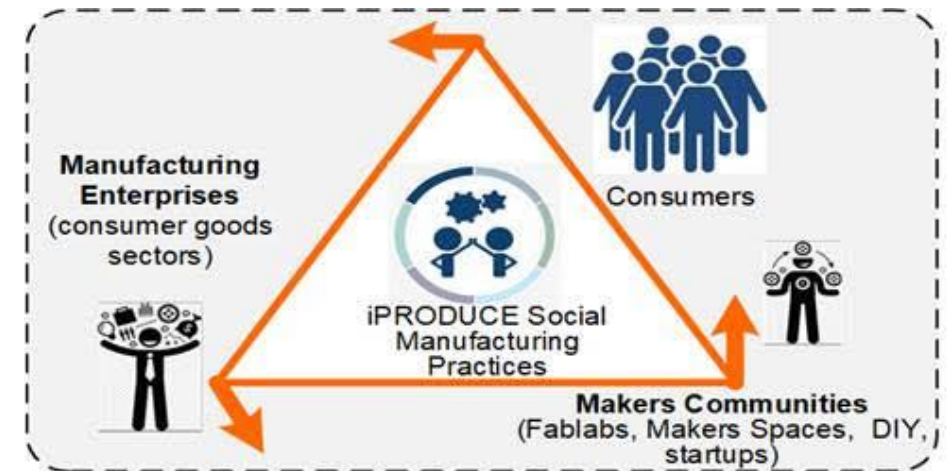 Manufacturing
Enterprises
(consumer goods
sectors)
Consumers
iPRODUCE Social
Manufacturing
Practices
Makers Communities
(Fablabs, Makers Spaces, DIY,
startups)